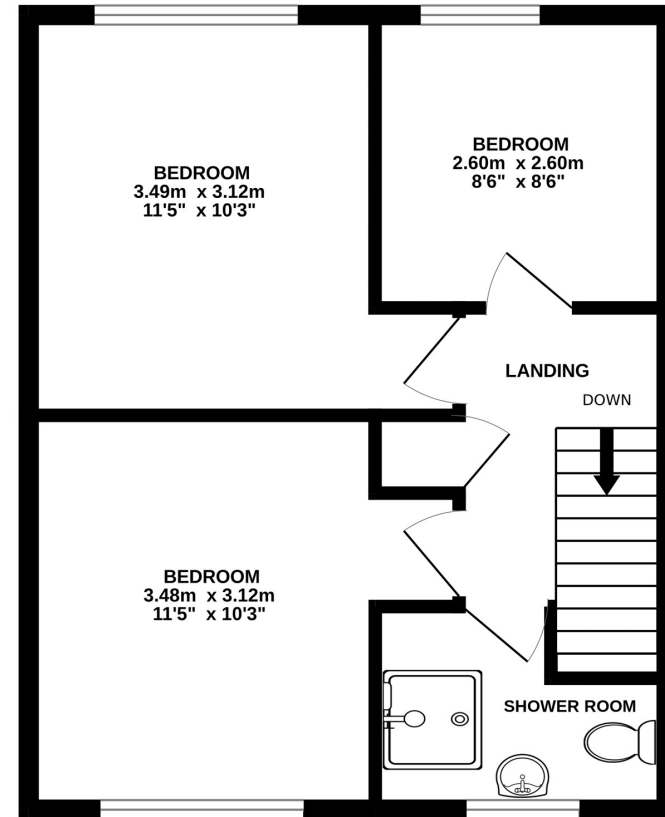 BEDROOM
3.49m x 3.12m
11'5" x 10'3"
BEDROOM
2.60m x 2.60m
8'6" x 8'6"
LANDING
DOWN
BEDROOM
3.48m x 3.12m
11'5" x 10'3"
SHOWER ROOM